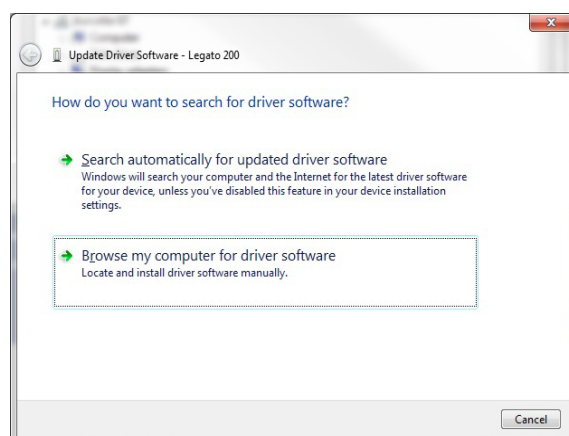 Computer
Update Driver Software - Legato 200
How do you want to search for driver software?
Search automatically for updated driver software
Windows will search your computer and the Internet for the latest driver software
for your device, unless you've disabled this feature in your device installation
settings.
Browse my computer for driver software
Locate and install driver software manually.
Cancel